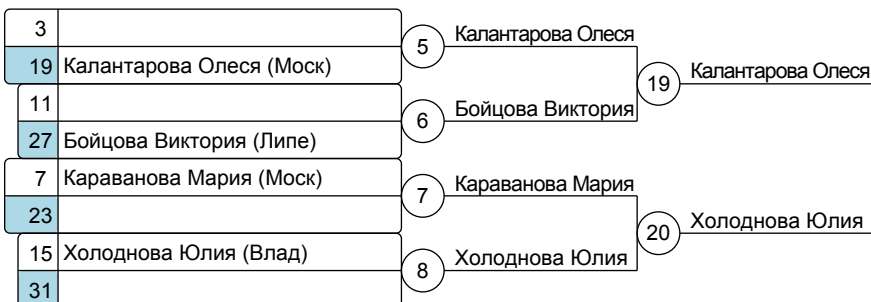 3
19 Калантарова Олеся (Моск)
11
27 Бойцова Виктория (Липе)
7 Караванова Мария (Моск)
23
15 Холоднова Юлия (Влад)
31
5 Калантарова Олеся
6 Бойцова Виктория
7 Караванова Мария
8 Холоднова Юлия
19 Калантарова Олеся
20 Холоднова Юлия